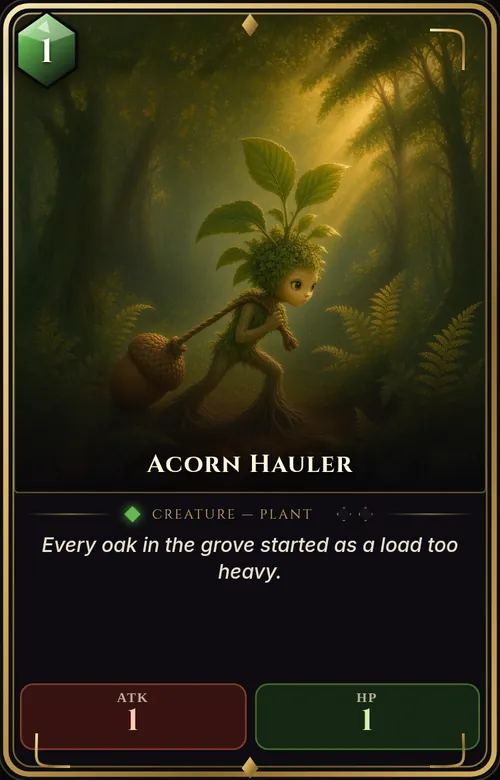 1
Acorn Hauler
CREATURE — PLANT
Every oak in the grove started as a load too
heavy.
ATK
1
HP
1